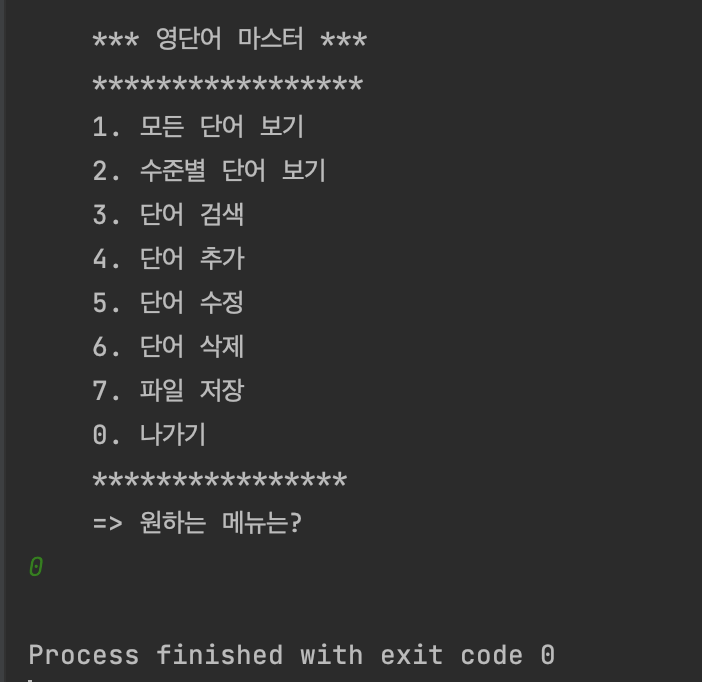 *** 영단어 마스터 ***
*****************
1. 모든 단어 보기
2. 수준별 단어 보기
3. 단어 검색
4. 단어 추가
5. 단어 수정
6. 단어 삭제
7. 파일 저장
0. 나가기
****************
=> 원하는 메뉴는?
0
Process finished with exit code 0